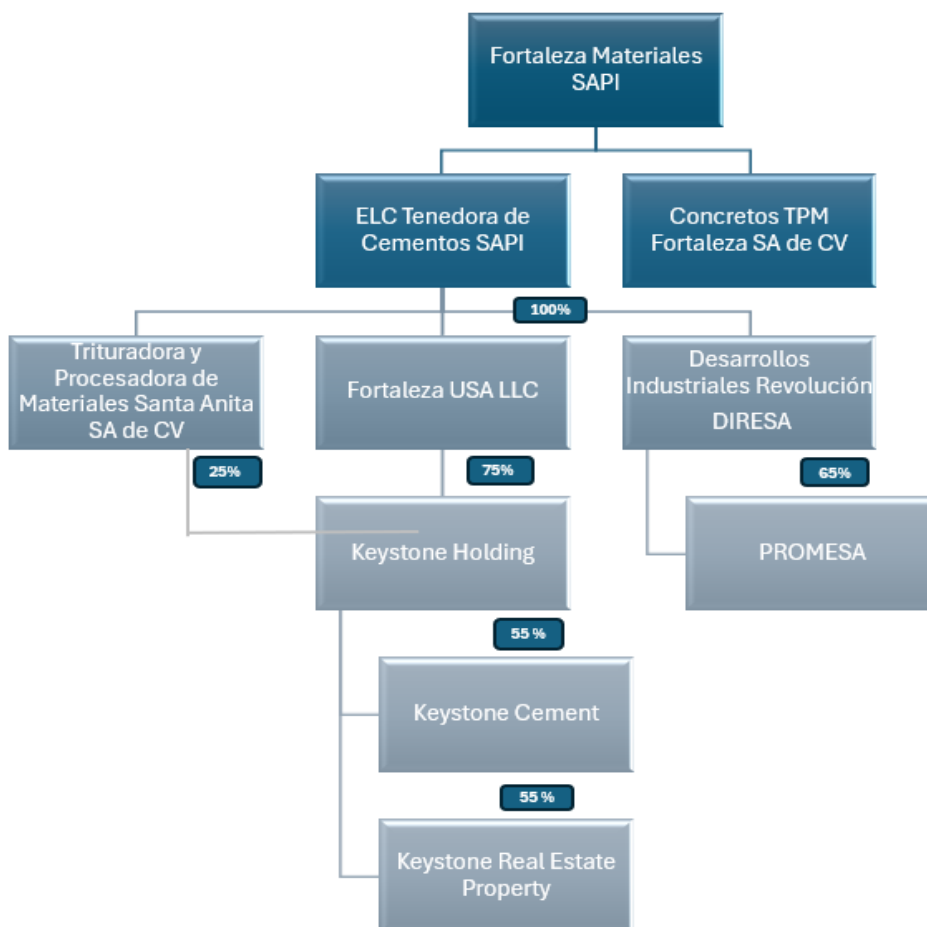 Fortaleza Materiales
SAPI
ELC Tenedora de
Cementos SAPI
Concretos TPM
Fortaleza SA de CV
100%
Trituradora y
Procesadora de
Materiales Santa Anita
SA de CV
Fortaleza USA LLC
Desarrollos
Industriales Revolución
DIRESA
25%
75%
65%
Keystone Holding
PROMESA
55 %
Keystone Cement
55 %
Keystone Real Estate
Property